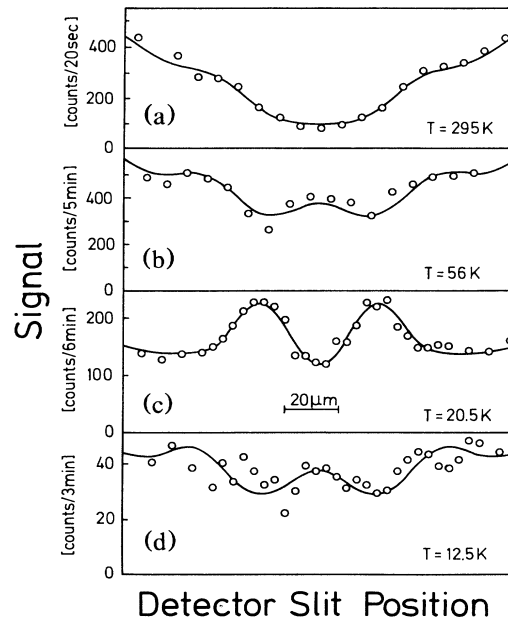 Signal
[counts/20sec]
400
200
0
(a)
T = 295 K
[counts/5min]
400
200
0
(b)
T = 56 K
[counts/6min]
200
100
0
(c)
20μm
T = 20.5 K
[counts/3min]
40
20
0
(d)
T = 12.5 K
Detector Slit Position